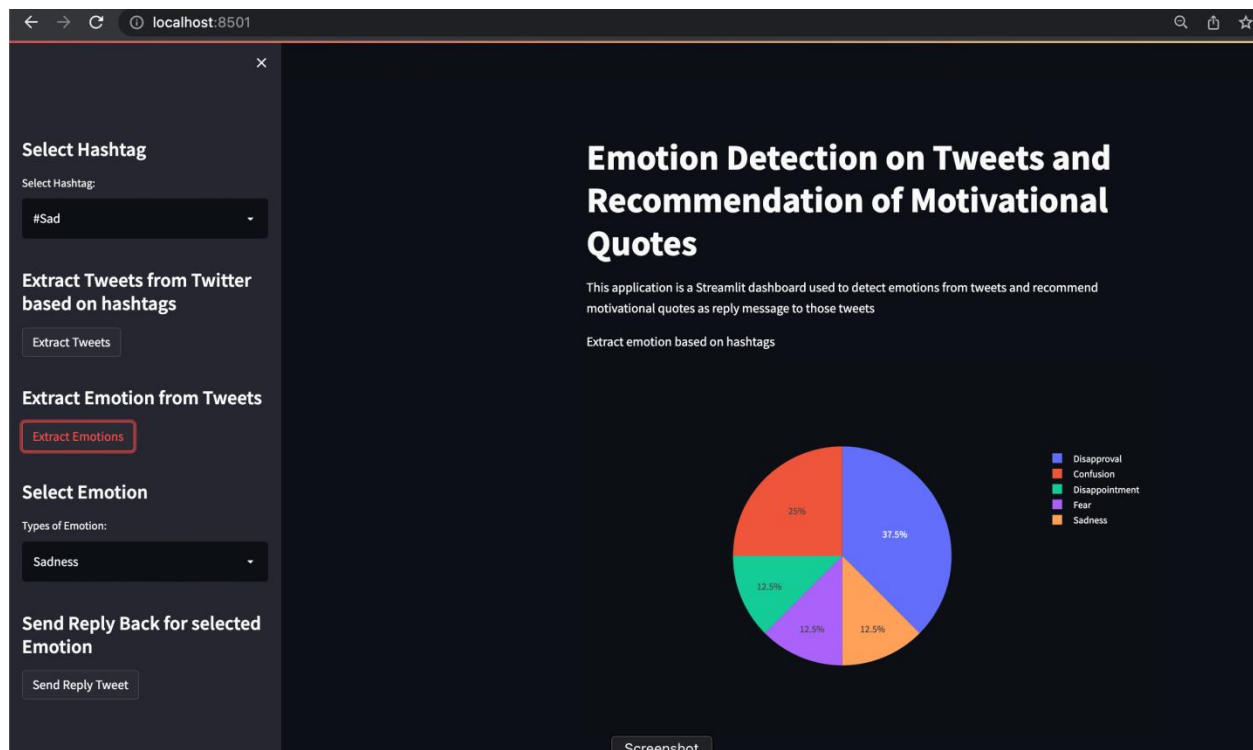 localhost:8501
Select Hashtag
Select Hashtag:
#Sad
Extract Tweets from Twitter
based on hashtags
Extract Tweets
Extract Emotion from Tweets
Extract Emotions
Select Emotion
Types of Emotion:
Sadness
Send Reply Back for selected
Emotion
Send Reply Tweet
Emotion Detection on Tweets and
Recommendation of Motivational
Quotes
This application is a Streamlit dashboard used to detect emotions from tweets and recommend
motivational quotes as reply message to those tweets
Extract emotion based on hashtags
25%
37.5%
12.5%
12.5%
12.5%
Disapproval
Confusion
Disappointment
Fear
Sadness
Screenshot